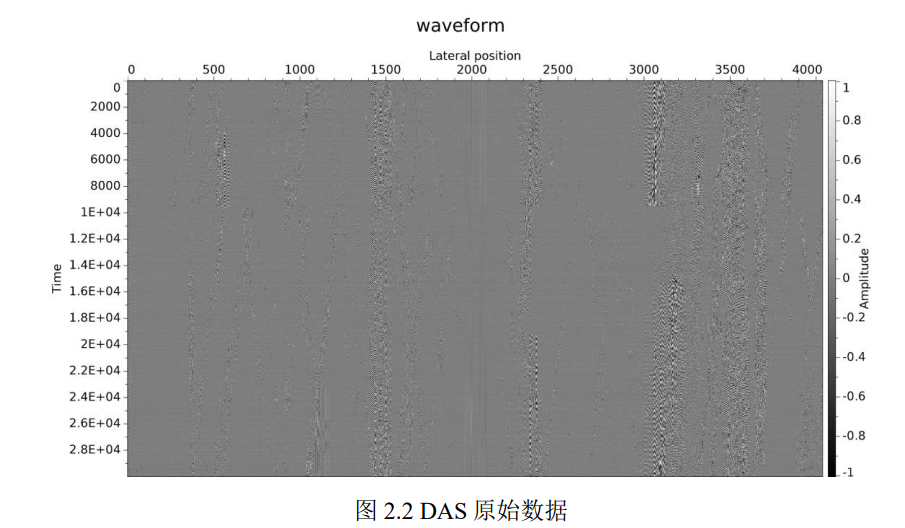 waveform
Lateral position
0 500 1000 1500 2000 2500 3000 3500 4000
0
2000
4000
6000
8000
1E+04
1.2E+04
1.4E+04
1.6E+04
1.8E+04
2E+04
2.2E+04
2.4E+04
2.6E+04
2.8E+04
Time
1
0.8
0.6
0.4
0.2
0
-0.2
-0.4
-0.6
-0.8
-1
Amplitude
图 2.2 DAS 原始数据